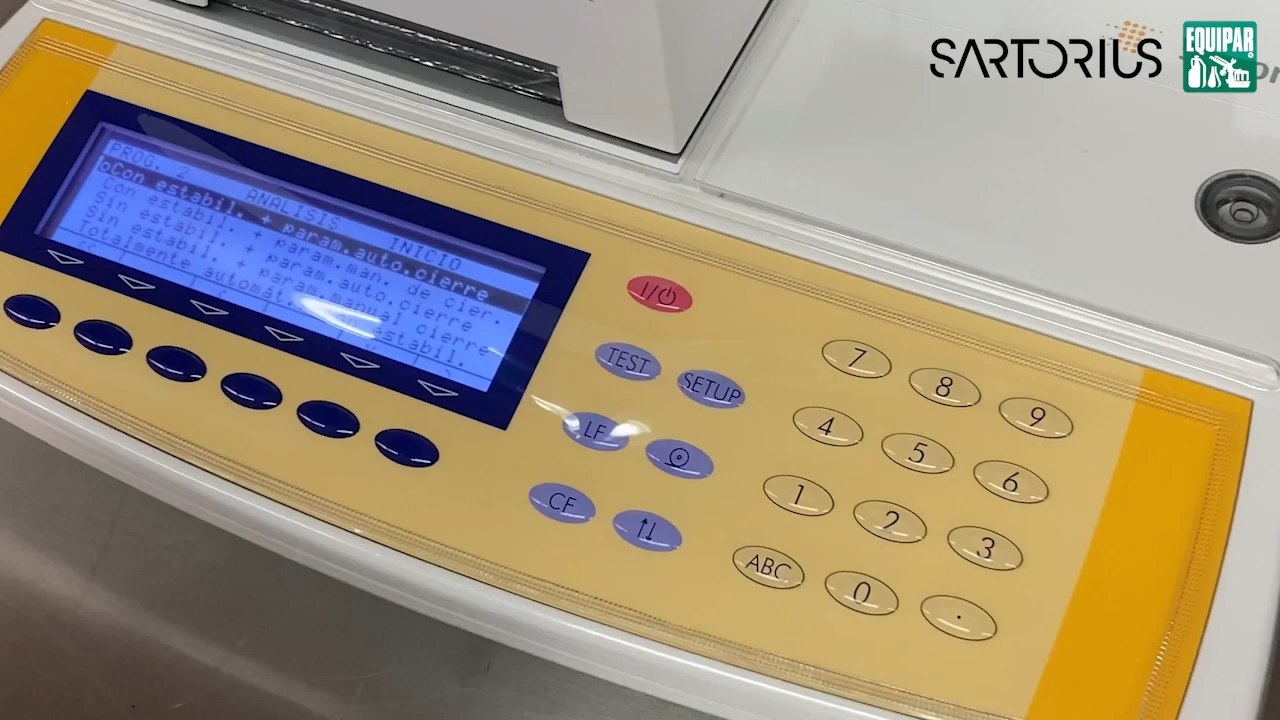 SARTORIUS
EQUIPAR
PROG. 2 ANALISIS INICIO
oCon estabil. + param.auto.cierre
Con estabil. + param.man. de cier.
Sin estabil. + param.auto.cierre
Sin estabil. + param.manual cierre
Totalmente automát. estabil.
I/
TEST
SETUP
LF
CF
7
8
9
4
5
6
1
2
3
ABC
0
.